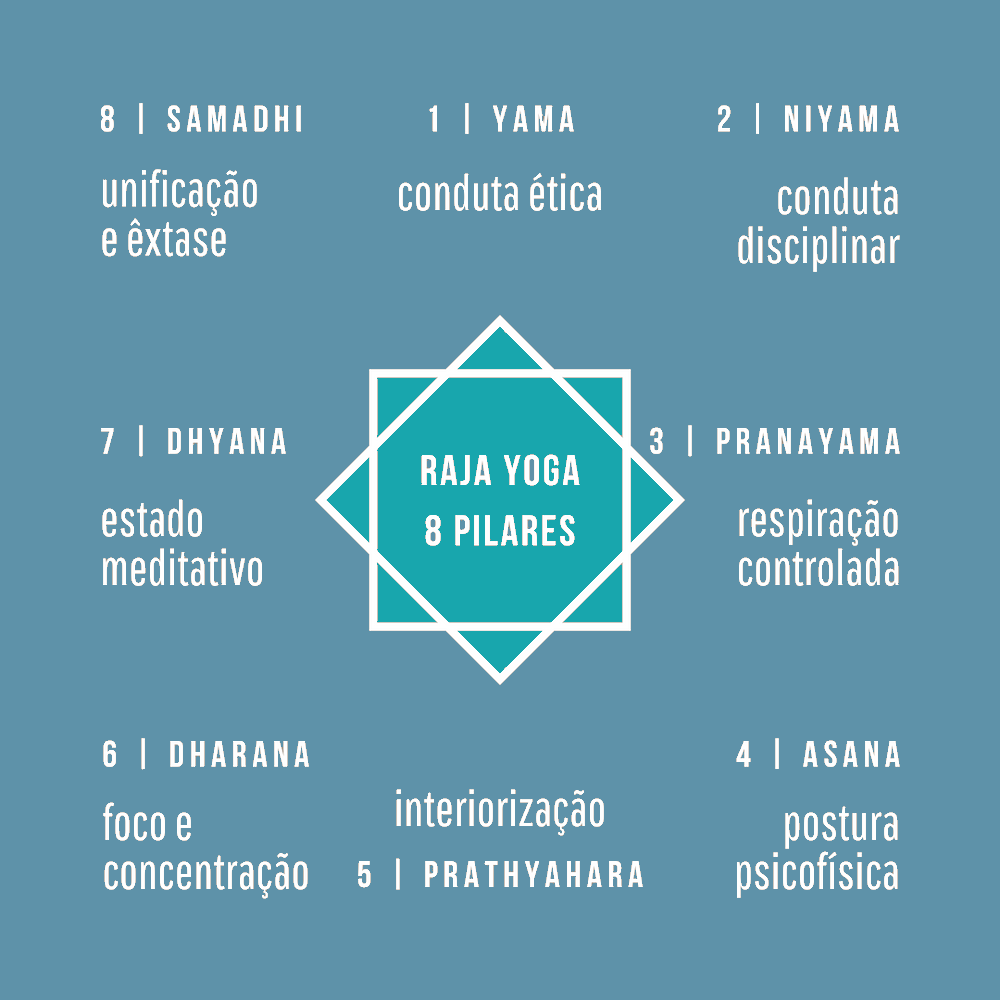 8 | SAMADHI
unificação
e êxtase
1 | YAMA
conduta ética
2 | NIYAMA
conduta
disciplinar
7 | DHYANA
estado
meditativo
RAJA YOGA
8 PILARES
3 | PRANAYAMA
respiração
controlada
6 | DHARANA
foco e
concentração
interiorização
5 | PRATHYAHARA
4 | ASANA
postura
psicofísica